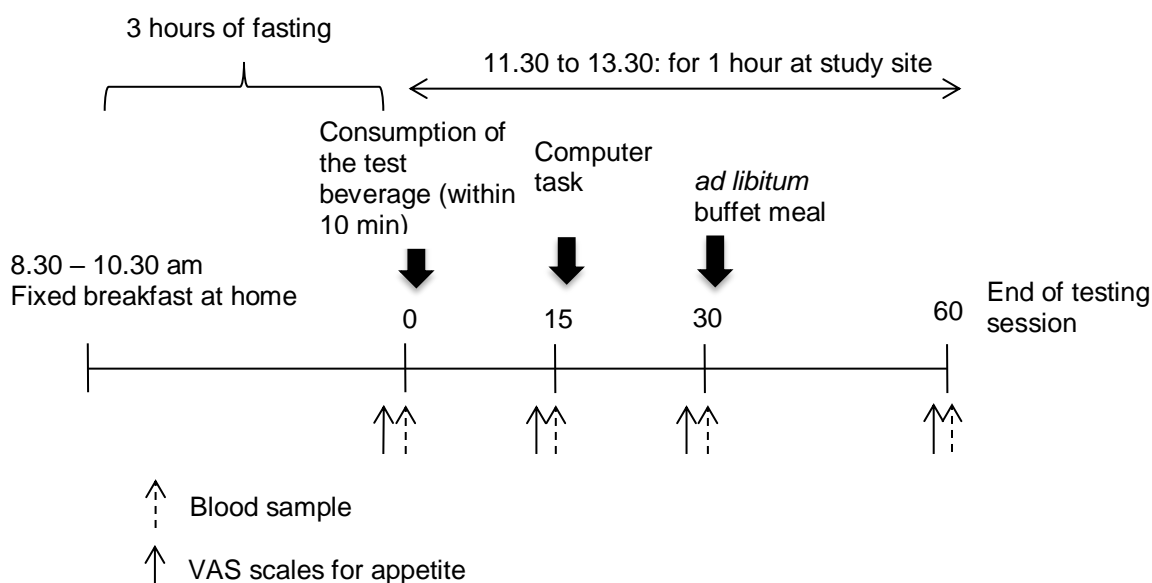 3 hours of fasting
11.30 to 13.30: for 1 hour at study site
Consumption of
the test
beverage (within
10 min)
Computer
task
ad libitum
buffet meal
8.30 – 10.30 am
Fixed breakfast at home
0
15
30
60
End of testing
session
Blood sample
VAS scales for appetite